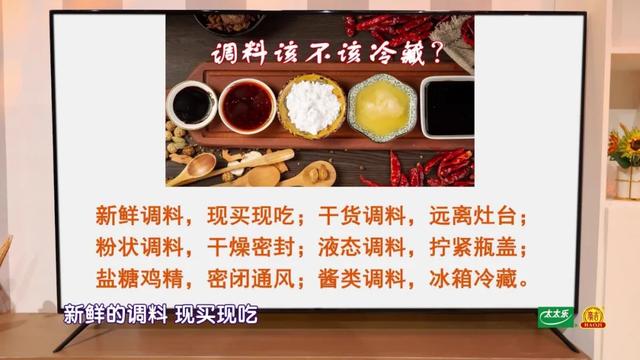 调料该不该冷藏?
新鲜调料，现买现吃；干货调料，远离灶台；
粉状调料，干燥密封；液态调料，拧紧瓶盖；
盐糖鸡精，密闭通风；酱类调料，冰箱冷藏。
新鲜的调料 现买现吃
太太乐
豪吉
HAOJI